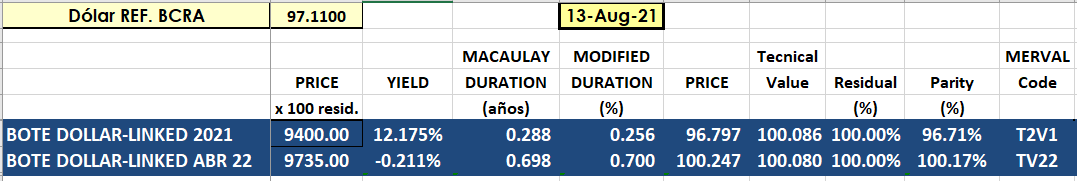 Dólar REF. BCRA 97.1100 13-Aug-21
MACAULAY MODIFIED Tecnical MERVAL
PRICE YIELD DURATION DURATION PRICE Value Residual Parity Code
x 100 resid. (años) (%) (%) (%)
BOTE DOLLAR-LINKED 2021 9400.00 12.175% 0.288 0.256 96.797 100.086 100.00% 96.71% T2V1
BOTE DOLLAR-LINKED ABR 22 9735.00 -0.211% 0.698 0.700 100.247 100.080 100.00% 100.17% TV22